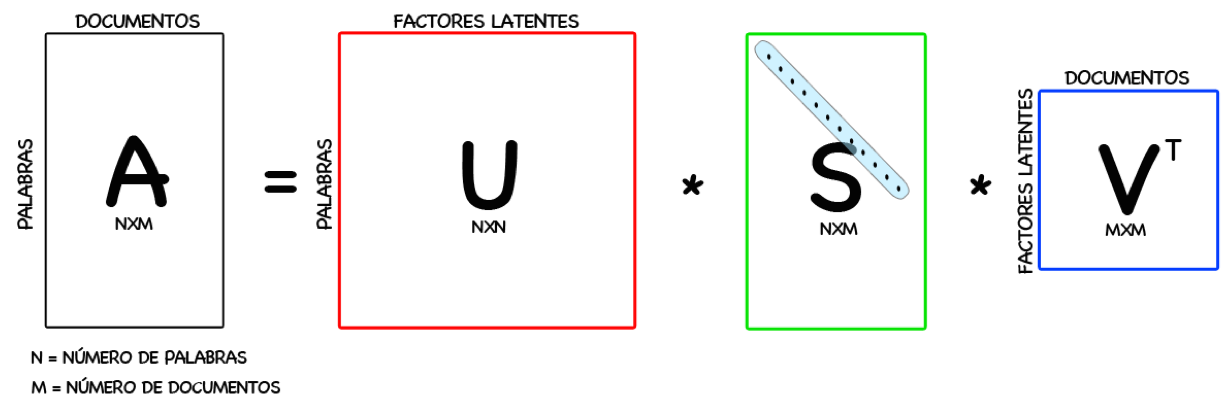 DOCUMENTOS
PALABRAS
A
NXM
=
FACTORES LATENTES
PALABRAS
U
NXN
*
S
NXM
*
DOCUMENTOS
FACTORES LATENTES
V T
MXM
N = NÚMERO DE PALABRAS
M = NÚMERO DE DOCUMENTOS